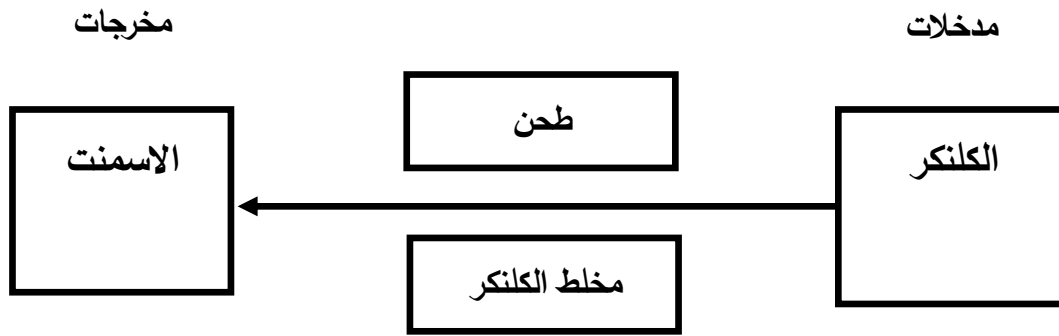 مدخلات
مخرجات
طحن
الكلنكر
الاسمنت
مخلط الكلنكر